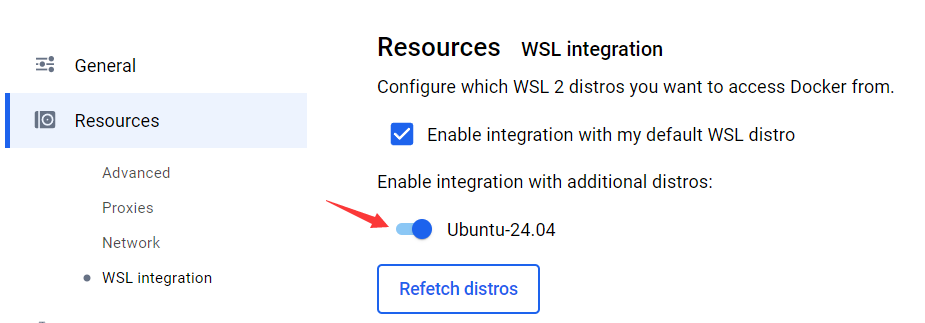 General
Resources
Advanced
Proxies
Network
WSL integration
Resources WSL integration
Configure which WSL 2 distros you want to access Docker from.
Enable integration with my default WSL distro
Enable integration with additional distros:
Ubuntu-24.04
Refetch distros